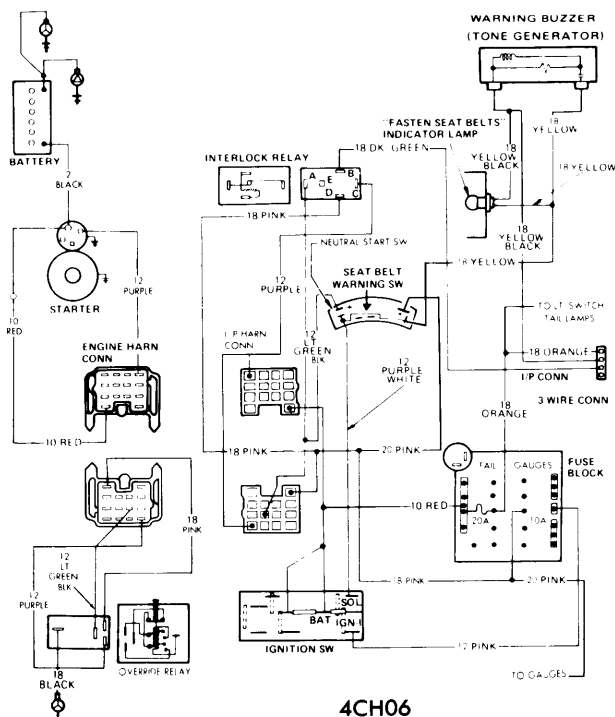 WARNING BUZZER
(TONE GENERATOR)
"FASTEN SEAT BELTS"
INDICATOR LAMP
18
YELLOW
18
YELLOW
BLACK
18 YELLOW
18
YELLOW
BLACK
18 YELLOW
BATTERY
2
BLACK
INTERLOCK RELAY
18 DK GREEN
A
B
E
D
C
18 PINK
NEUTRAL START SW
SEAT BELT
WARNING SW
12
PURPLE
STARTER
12
PURPLE
10
RED
ENGINE HARN
CONN
I/P HARN
CONN
12
LT
GREEN
BLK
12
PURPLE
WHITE
TO LT SWITCH
TAIL LAMPS
18 ORANGE
I/P CONN
3 WIRE CONN
18
ORANGE
10 RED
18 PINK
20 PINK
TAIL
GAUGES
FUSE
BLOCK
20A
10A
10 RED
18
PINK
12
LT
GREEN
BLK
12
PURPLE
18 PINK
20 PINK
SOL
BAT
IGN-1
IGNITION SW
12 PINK
OVERRIDE RELAY
18
BLACK
TO GAUGES
4CH06